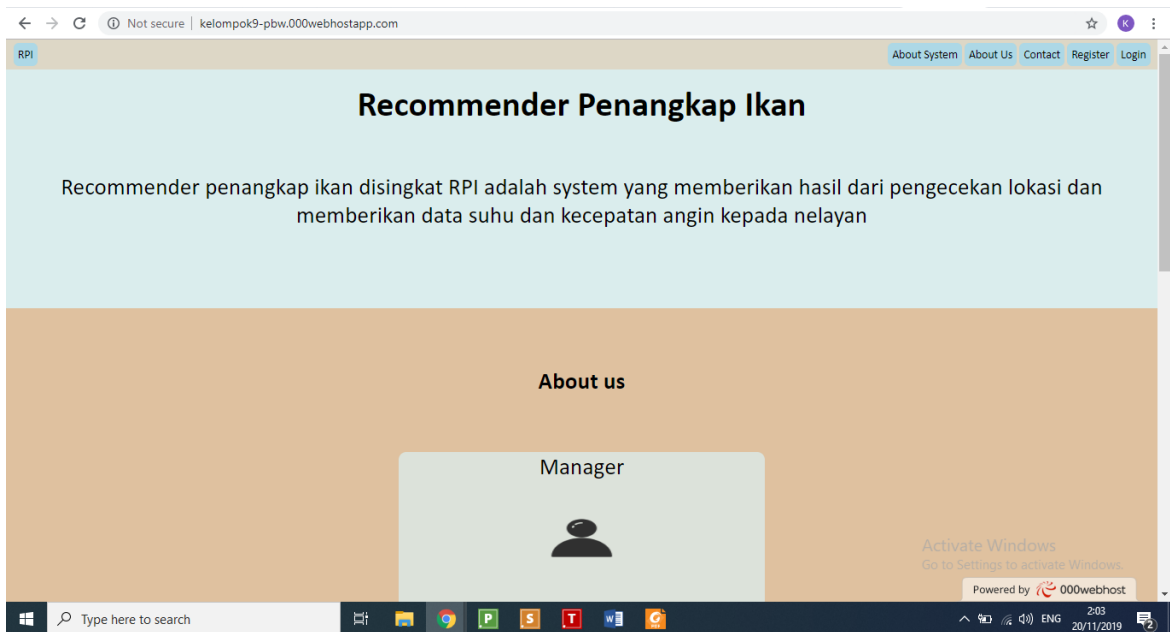 Not secure | kelompok9-pbw.000webhostapp.com
K
RPI
About System About Us Contact Register Login
Recommender Penangkap Ikan
Recommender penangkap ikan disingkat RPI adalah system yang memberikan hasil dari pengecekan lokasi dan
memberikan data suhu dan kecepatan angin kepada nelayan
About us
Manager
Activate Windows
Go to Settings to activate Windows.
Powered by 000webhost
Type here to search
P S T W G
ENG
2:03
20/11/2019
2